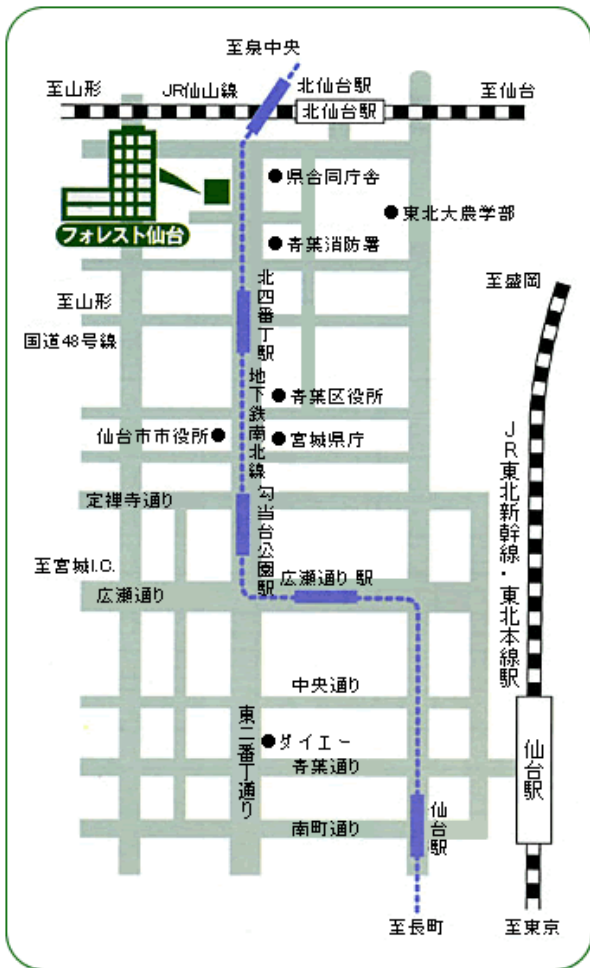 至泉中央
至山形
JR仙山線
北仙台駅
至仙台
北仙台駅
県合同庁舎
東北大農学部
フォレスト仙台
青葉消防署
至盛岡
至山形
北四番丁駅
国道48号線
地下鉄南北線
青葉区役所
仙台市市役所
宮城県庁
JR東北新幹線・東北本線駅
定禅寺通り
勾当台公園駅
至宮城I.C.
広瀬通り 駅
広瀬通り
中央通り
東二番丁通り
ダイエー
青葉通り
仙台駅
南町通り
仙台駅
至長町
至東京